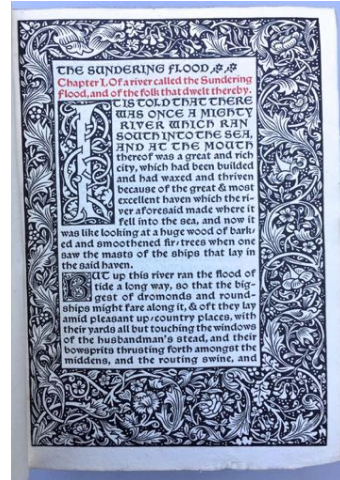 THE SUNDERING FLOOD
Chapter I. Of a river called the Sundering
Flood, and of the folk that dwelt thereby.
IT IS TOLD THAT THERE
WAS ONCE A MIGHTY
RIVER WHICH RAN
SOUTH INTO THE SEA,
AND AT THE MOUTH
thereof was a great and rich
city, which had been builded
and had waxed and thriven
because of the great & most
excellent haven which the ri-
ver aforesaid made where it
fell into the sea, and now it
was like looking at a huge wood of bark-
ed and smoothened fir-trees when one
saw the masts of the ships that lay in
the said haven.
BUT up this river ran the flood of
tide a long way, so that the big-
gest of dromonds and round-
ships might fare along it, & oft they lay
amid pleasant up-country places, with
their yards all but touching the windows
of the husbandman's stead, and their
bowsprits thrusting forth amongst the
middens, and the routing swine, and